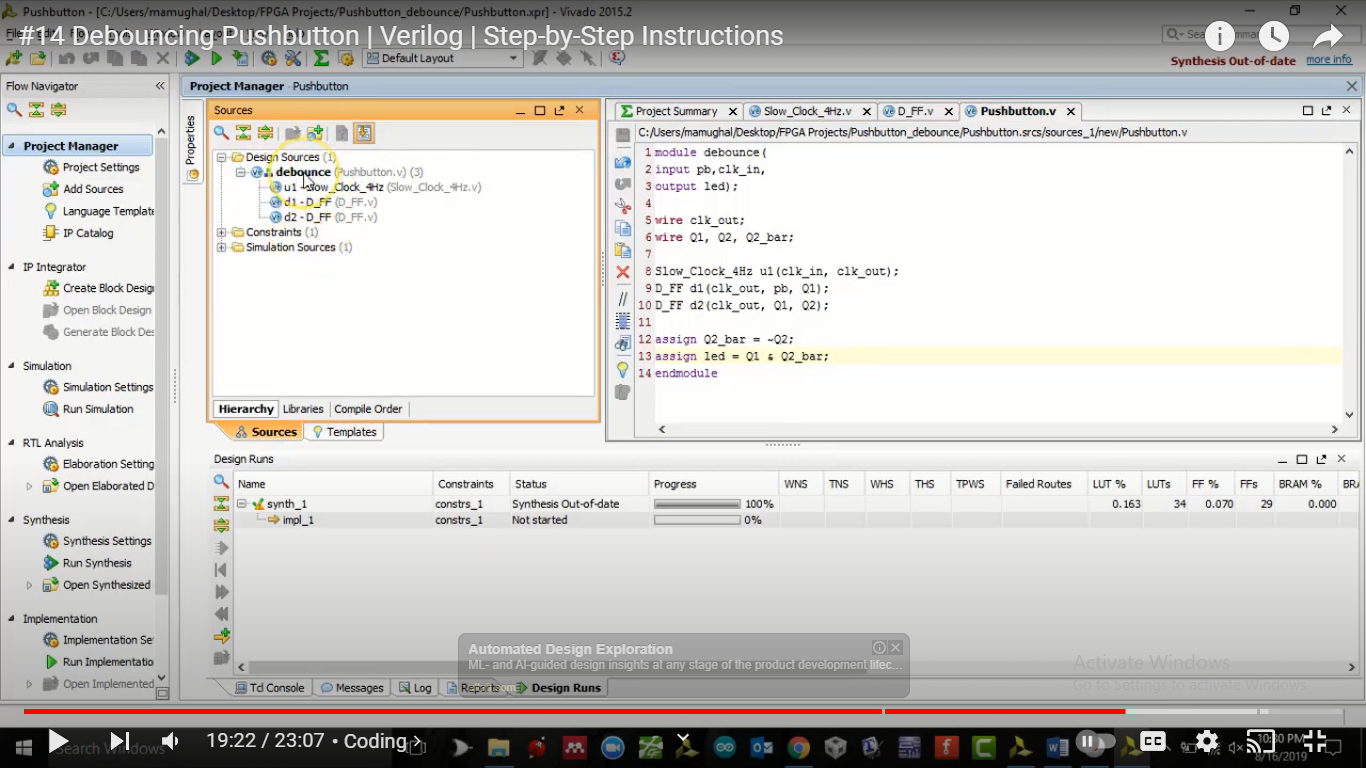 Pushbutton - [C:/Users/mamughal/Desktop/FPGA Projects/Pushbutton_debounce/Pushbutton.xpr] - Vivado 2015.2
#14 Debouncing Pushbutton | Verilog | Step-by-Step Instructions
Default Layout
Synthesis Out-of-date more info
Flow Navigator
Project Manager - Pushbutton
Project Manager
Project Settings
Add Sources
Language Template
IP Catalog
IP Integrator
Create Block Desig
Open Block Design
Generate Block Des
Simulation
Simulation Settings
Run Simulation
RTL Analysis
Elaboration Setting
Open Elaborated D
Synthesis
Synthesis Settings
Run Synthesis
Open Synthesized
Implementation
Implementation Se
Run Implementatio
Open Implemented
Properties
Sources
Design Sources (1)
debounce (Pushbutton.v) (3)
u1 - Slow_Clock_4Hz (Slow_Clock_4Hz.v)
d1 - D_FF (D_FF.v)
d2 - D_FF (D_FF.v)
Constraints (1)
Simulation Sources (1)
Hierarchy Libraries Compile Order
Sources Templates
Project Summary Slow_Clock_4Hz.v D_FF.v Pushbutton.v
C:/Users/mamughal/Desktop/FPGA Projects/Pushbutton_debounce/Pushbutton.srcs/sources_1/new/Pushbutton.v
1 module debounce(
2 input pb,clk_in,
3 output led);
4
5 wire clk_out;
6 wire Q1, Q2, Q2_bar;
7
8 Slow_Clock_4Hz u1(clk_in, clk_out);
9 D_FF d1(clk_out, pb, Q1);
10 D_FF d2(clk_out, Q1, Q2);
11
12 assign Q2_bar = ~Q2;
13 assign led = Q1 & Q2_bar;
14 endmodule
Design Runs
Name Constraints Status Progress WNS TNS WHS THS TPWS Failed Routes LUT % LUTs FF % FFs BRAM % BRA
synth_1 constrs_1 Synthesis Out-of-date 100% 0.163 34 0.070 29 0.000
impl_1 constrs_1 Not started 0%
Automated Design Exploration
ML- and AI-guided design insights at any stage of the product development lifec...
Activate Windows
Go to Settings to activate Windows.
Tcl Console Messages Log Reports Design Runs
19:22 / 23:07 • Coding
Search Windows
CC
10:30 PM
8/16/2019